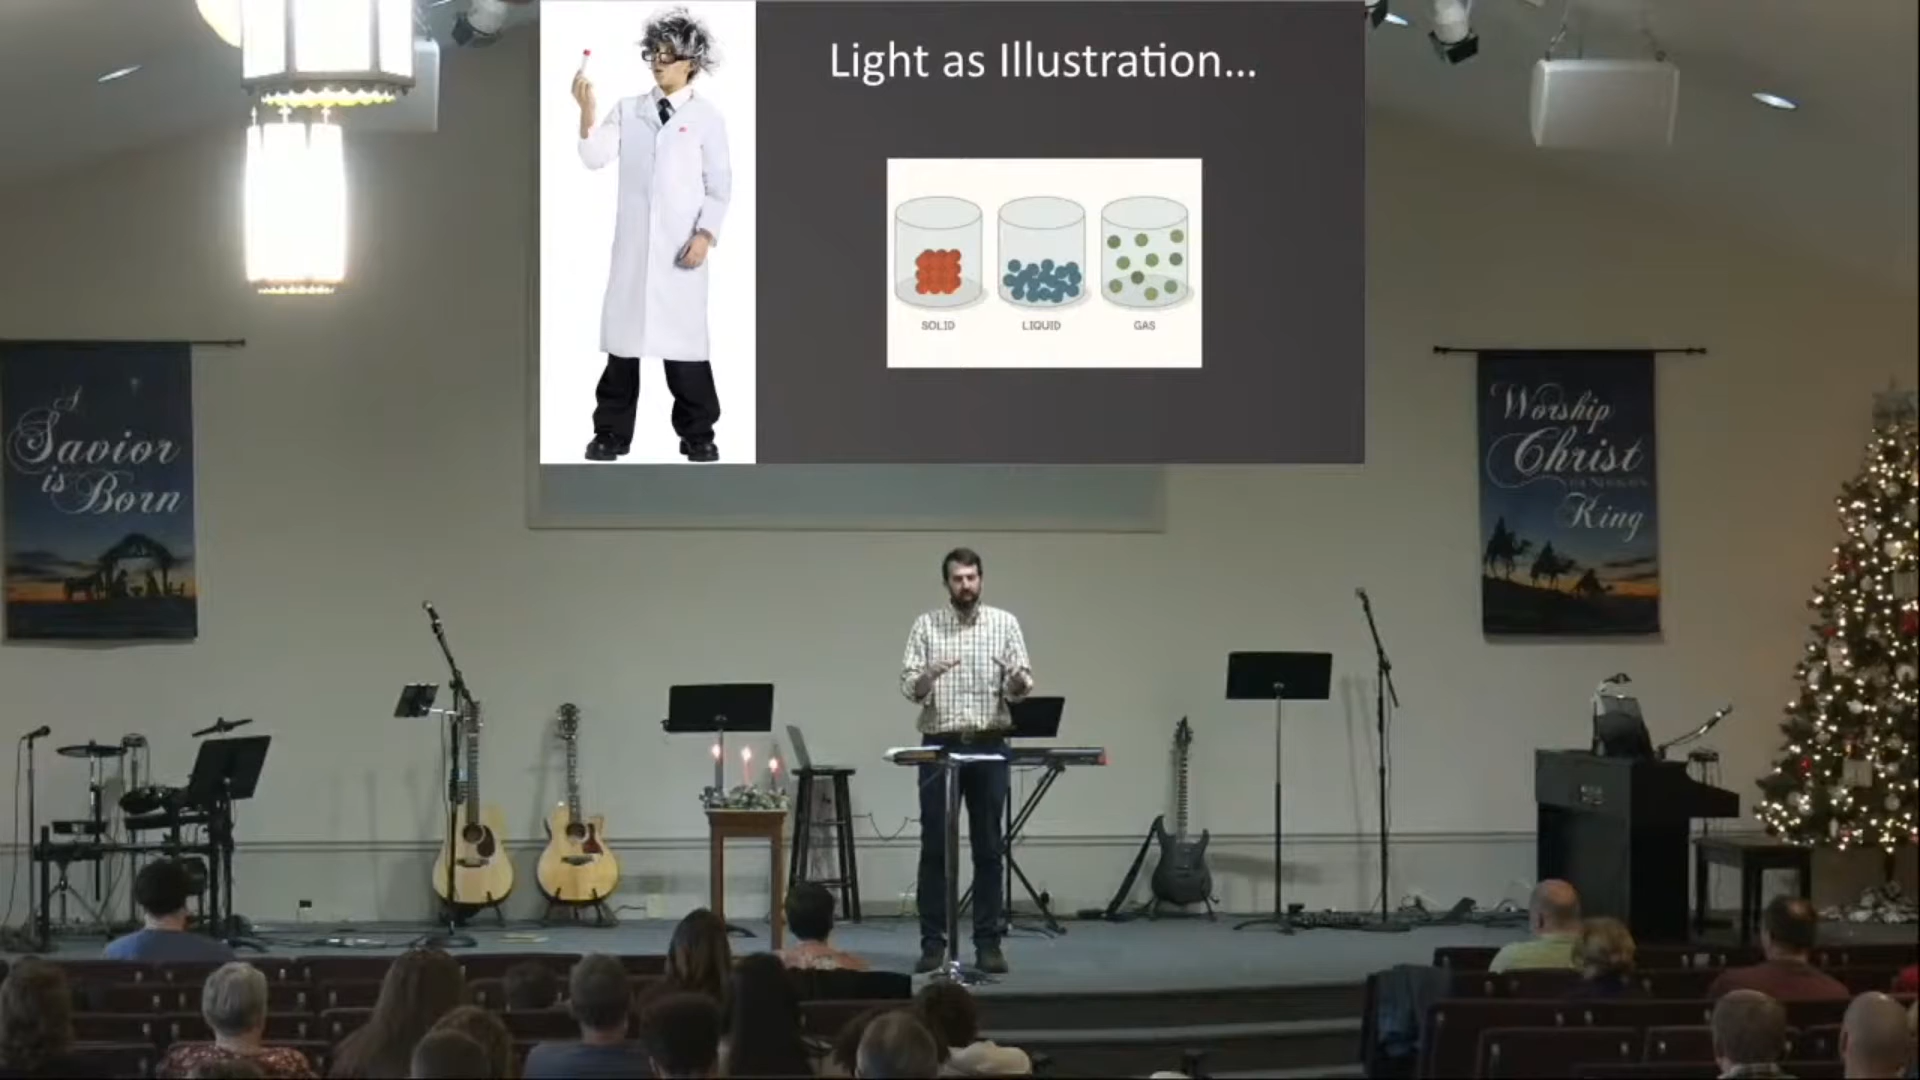 Light as Illustration...
SOLID
LIQUID
GAS
A
Savior
is
Born
Worship
Christ
King